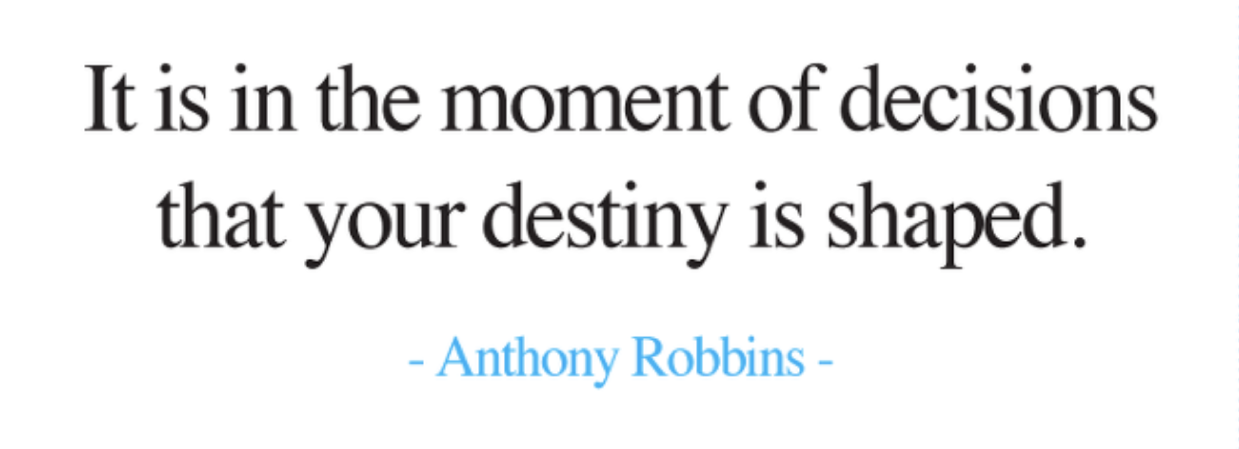 It is in the moment of decisions
that your destiny is shaped.
- Anthony Robbins -